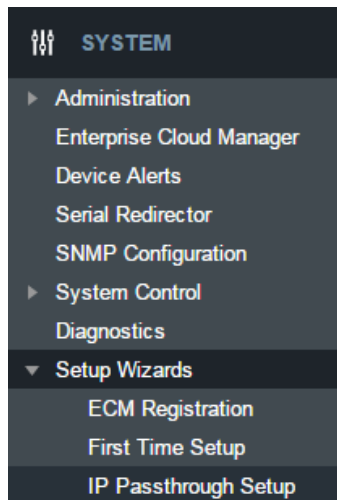 SYSTEM
Administration
Enterprise Cloud Manager
Device Alerts
Serial Redirector
SNMP Configuration
System Control
Diagnostics
Setup Wizards
ECM Registration
First Time Setup
IP Passthrough Setup